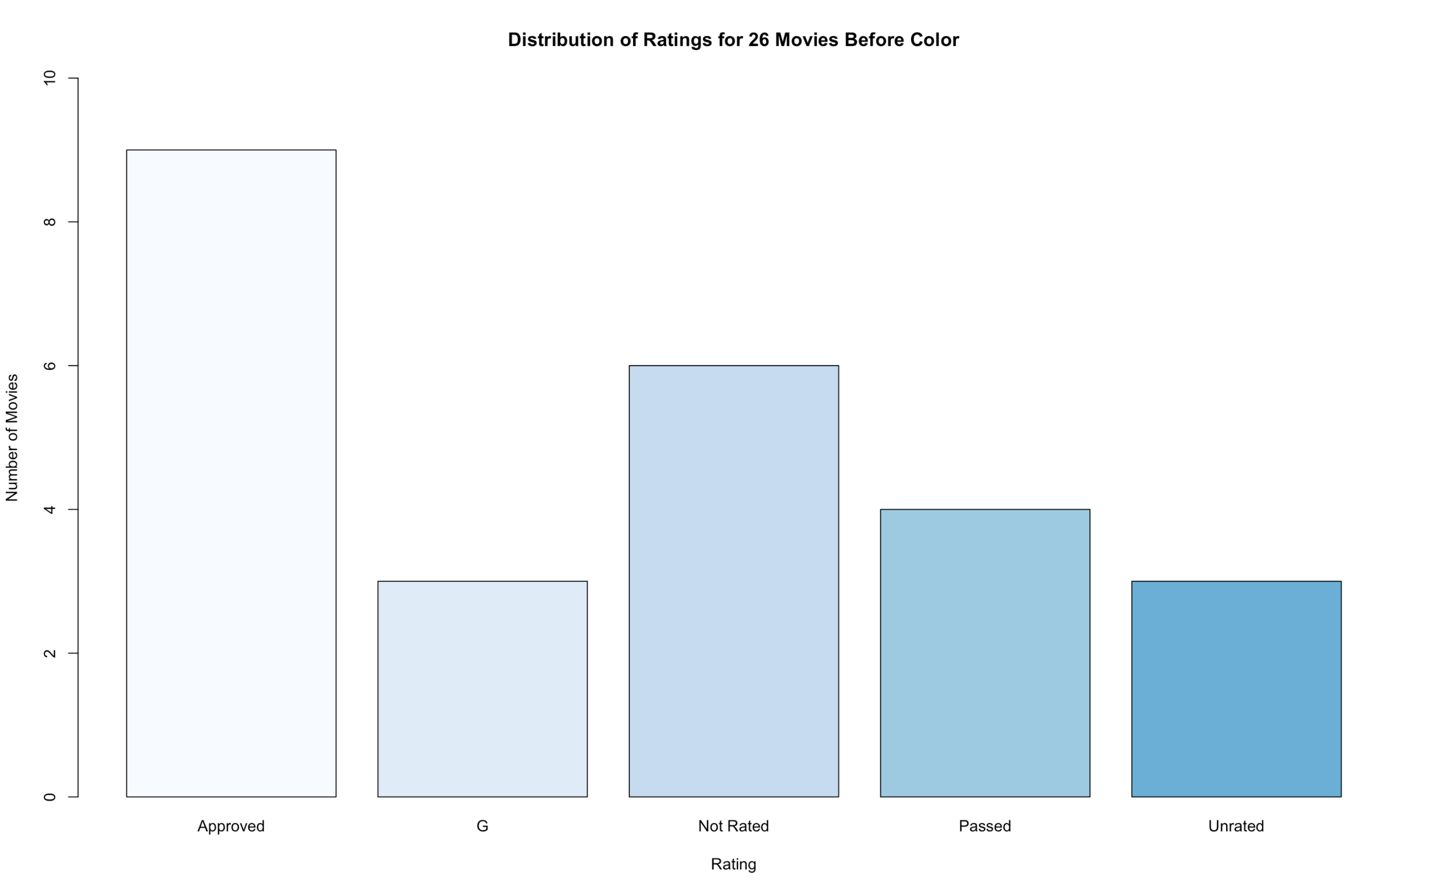 Distribution of Ratings for 26 Movies Before Color
10
8
6
4
2
0
Number of Movies
Approved
G
Not Rated
Passed
Unrated
Rating